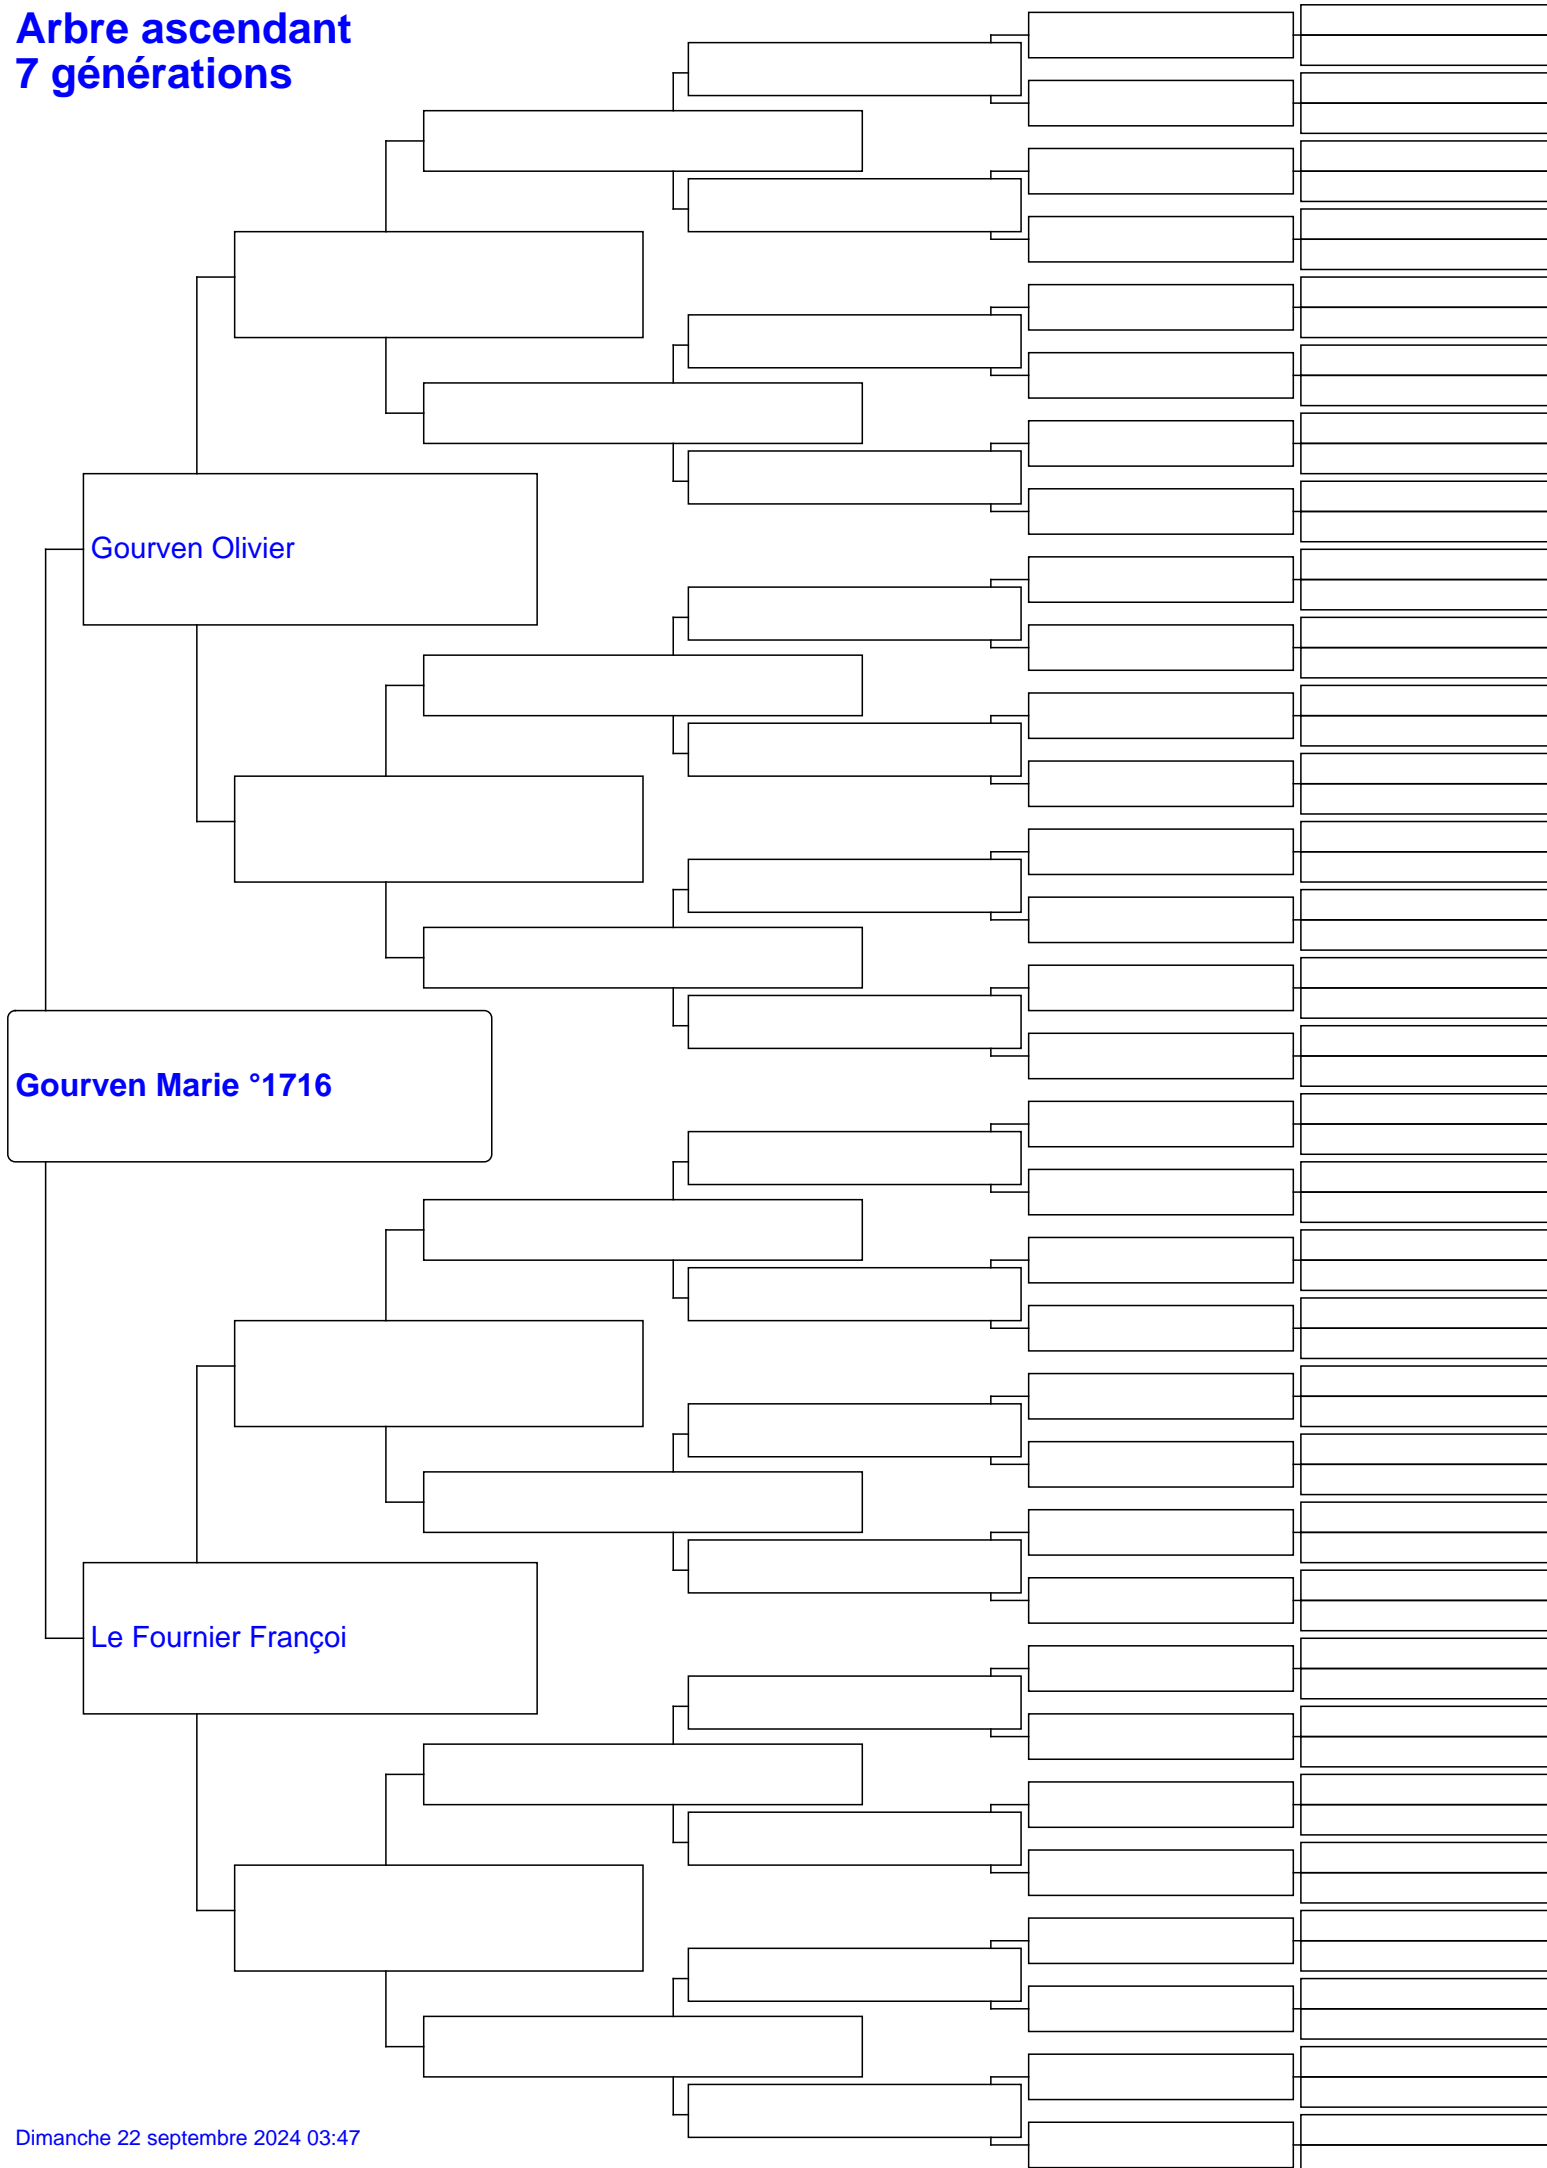 Arbre ascendant
7 générations
Gourven Olivier
Gourven Marie °1716
Le Fournier Françoi
Dimanche 22 septembre 2024 03:47